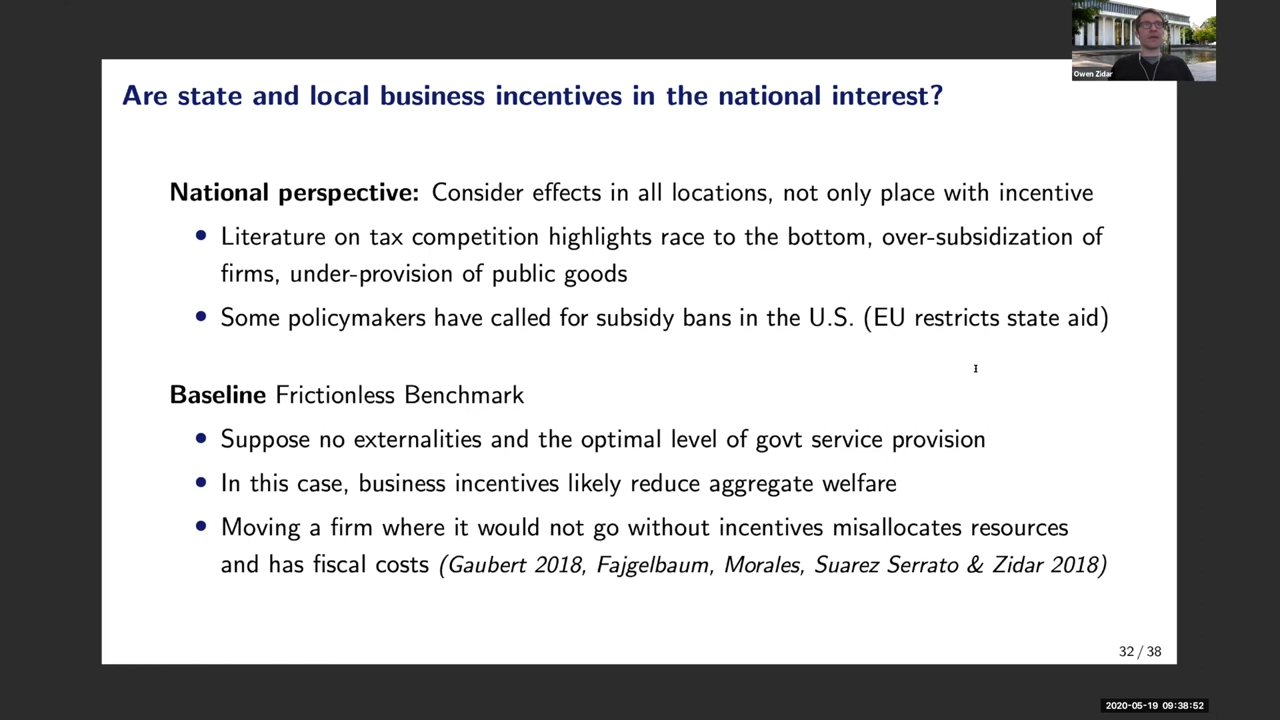 Owen Zidar
Are state and local business incentives in the national interest?
National perspective: Consider effects in all locations, not only place with incentive
• Literature on tax competition highlights race to the bottom, over-subsidization of
firms, under-provision of public goods
• Some policymakers have called for subsidy bans in the U.S. (EU restricts state aid)
Baseline Frictionless Benchmark
• Suppose no externalities and the optimal level of govt service provision
• In this case, business incentives likely reduce aggregate welfare
• Moving a firm where it would not go without incentives misallocates resources
and has fiscal costs (Gaubert 2018, Fajgelbaum, Morales, Suarez Serrato & Zidar 2018)
32 / 38
2020-05-19 09:38:52